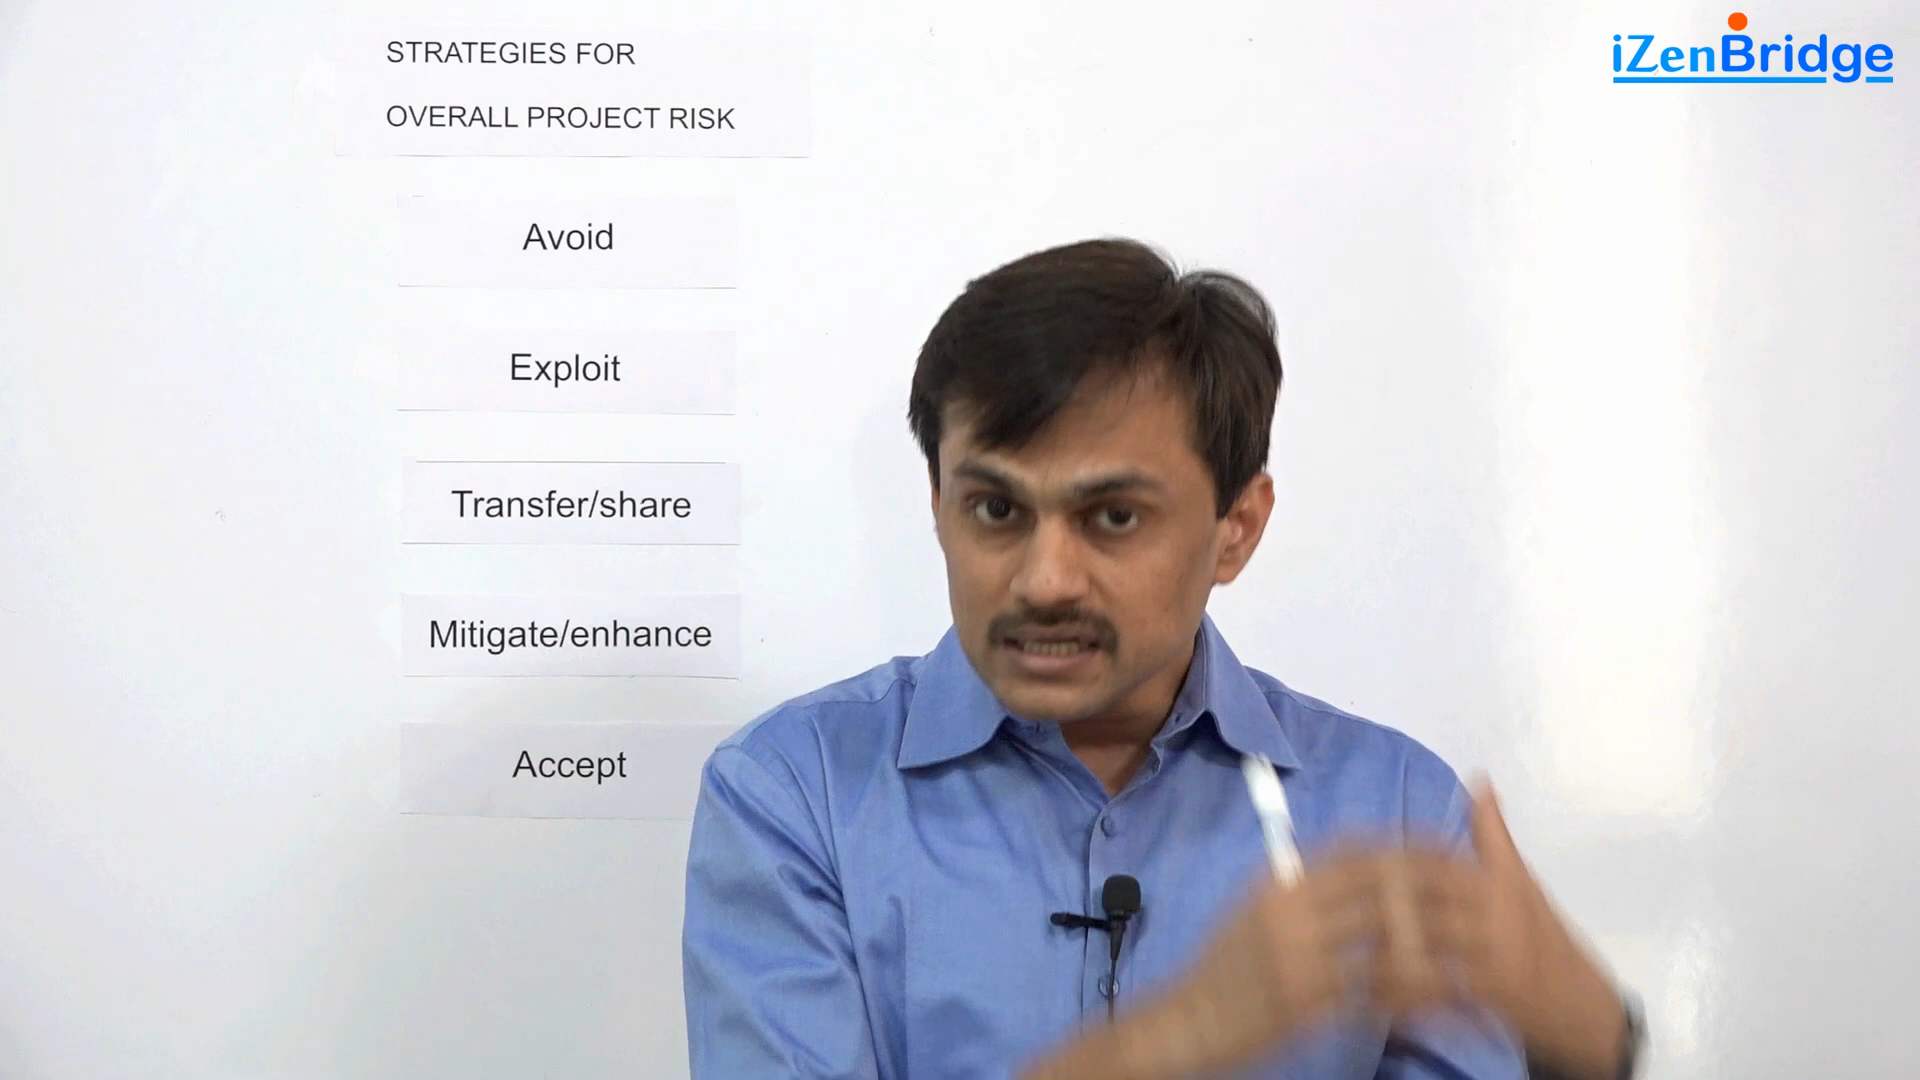 STRATEGIES FOR
OVERALL PROJECT RISK
Avoid
Exploit
Transfer/share
Mitigate/enhance
Accept
iZenBridge